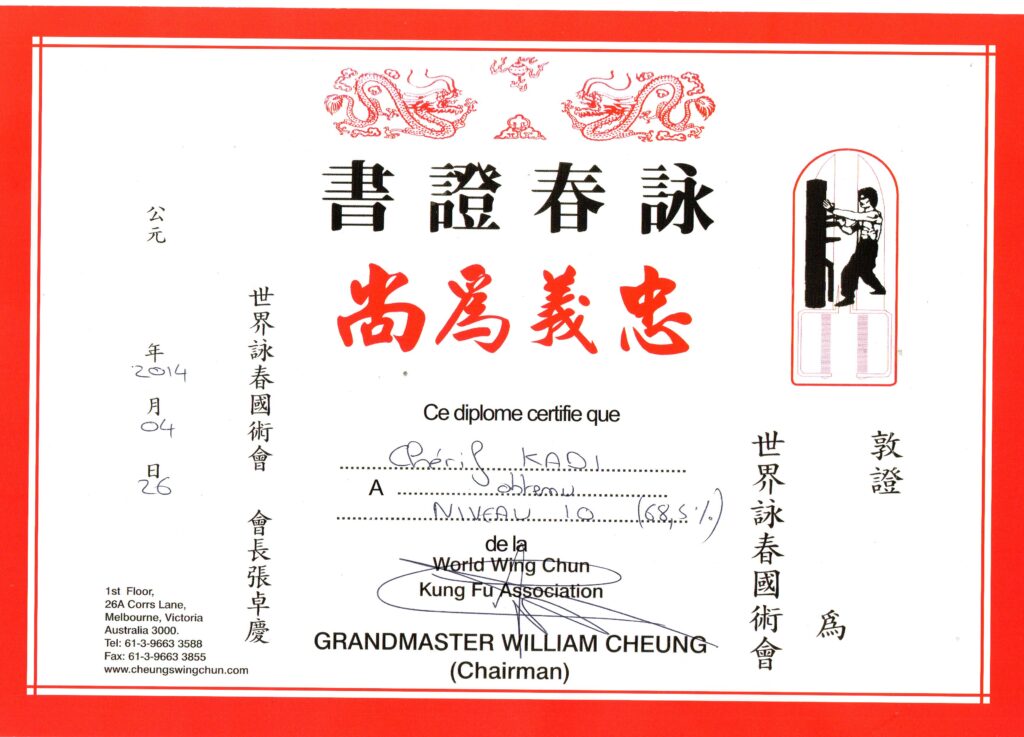 書證春詠
尚為義忠
公元
年
2014
月
04
日
26
世界詠春國術會 會長張卓慶
Ce diplome certifie que
Chérif KADI
A obtenu
NIVEAU 10 (68,5%)
de la
World Wing Chun
Kung Fu Association
GRANDMASTER WILLIAM CHEUNG
(Chairman)
敦證
世界詠春國術會
爲
1st Floor,
26A Corrs Lane,
Melbourne, Victoria
Australia 3000.
Tel: 61-3-9663 3588
Fax: 61-3-9663 3855
www.cheungswingchun.com